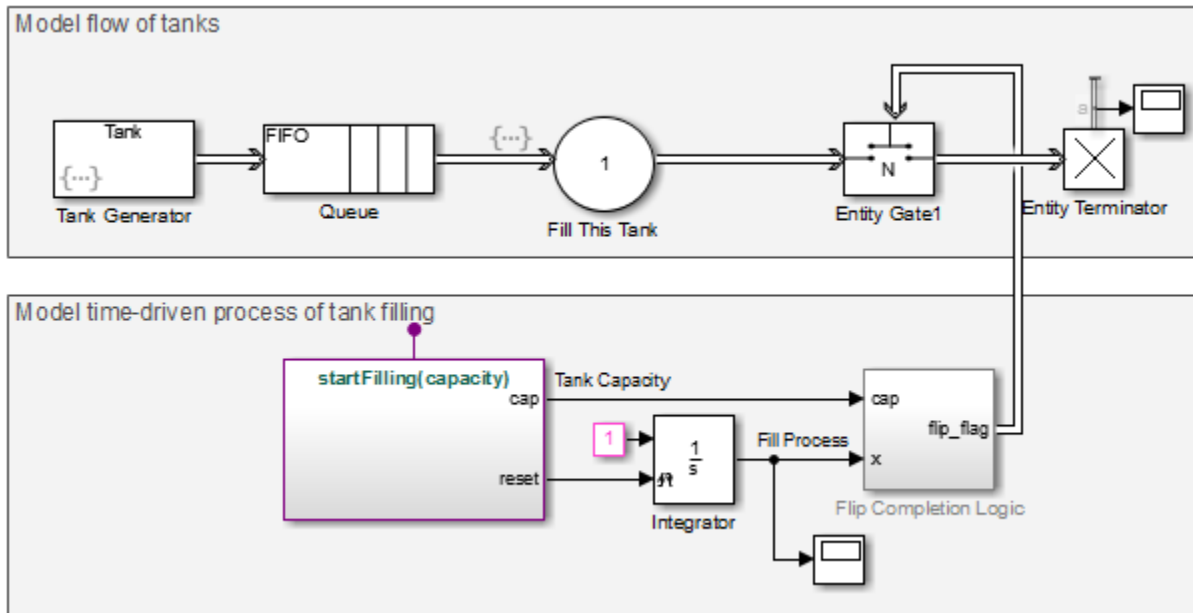 Model flow of tanks
Tank
{...}
Tank Generator
FIFO
Queue
{...}
1
Fill This Tank
N
Entity Gate1
a
Entity Terminator
Model time-driven process of tank filling
startFilling(capacity)
cap
reset
Tank Capacity
1
1
s
Integrator
Fill Process
cap
x
flip_flag
Flip Completion Logic